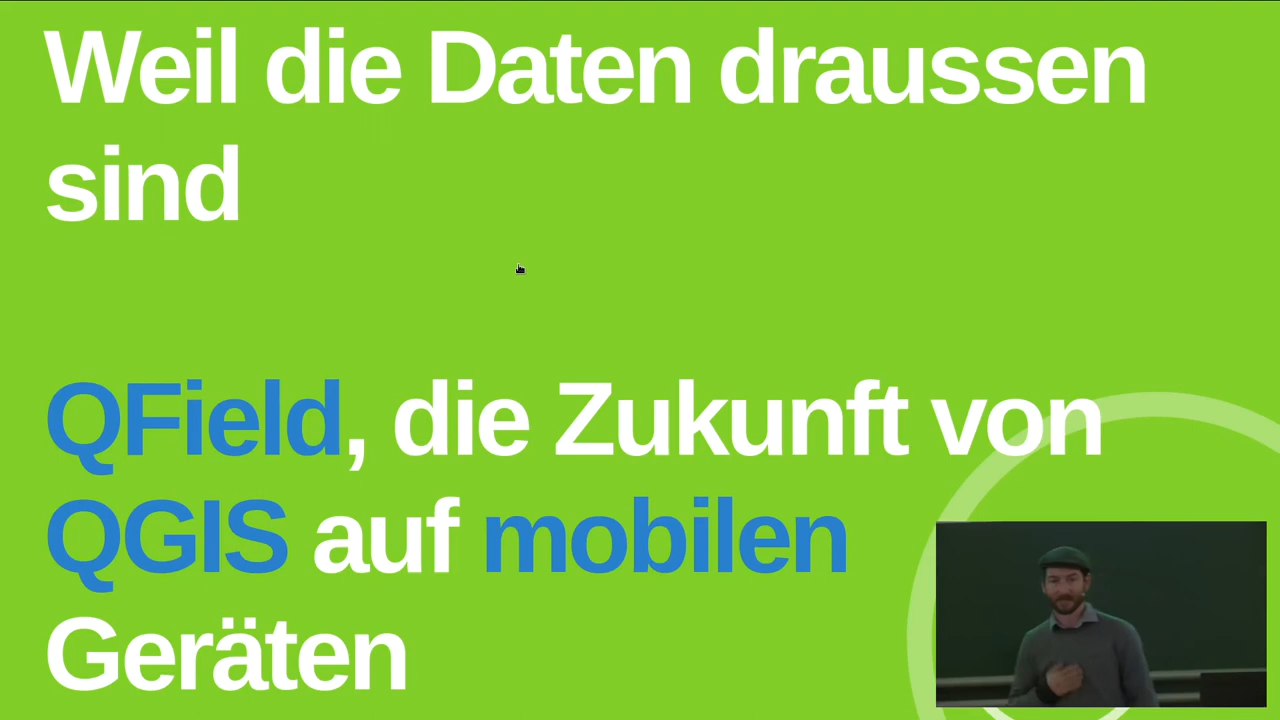 Weil die Daten draussen
sind
QField, die Zukunft von
QGIS auf mobilen
Geräten